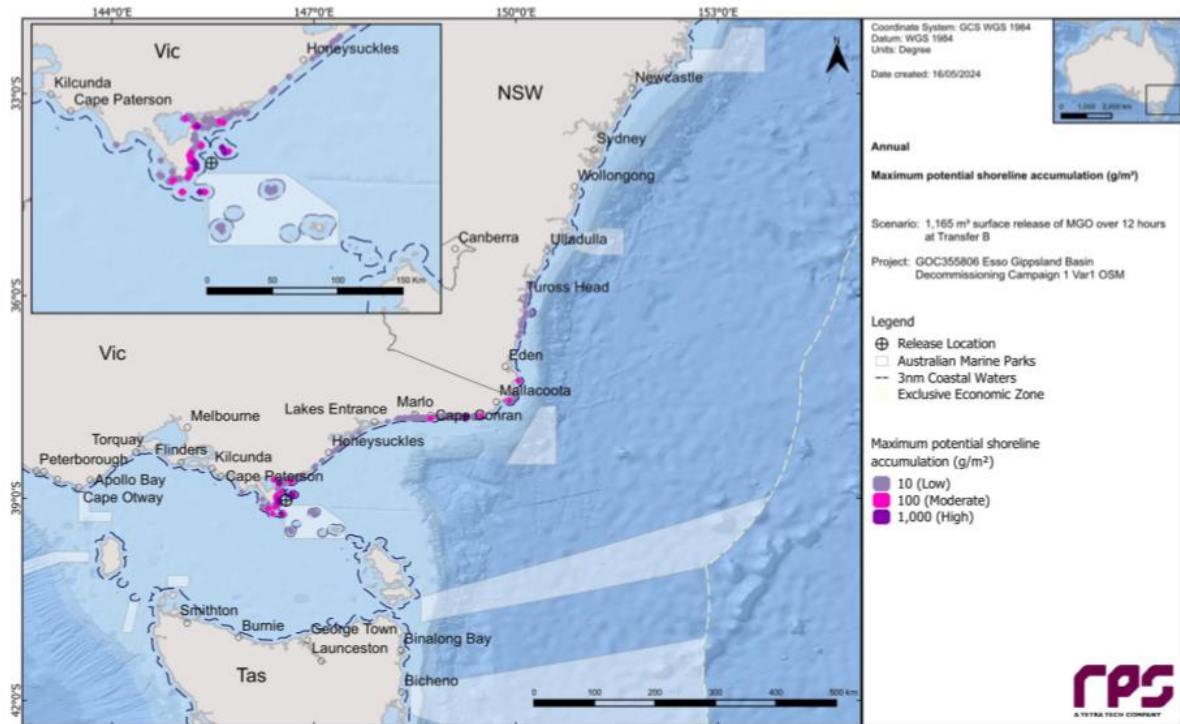 144°0'E 147°0'E 150°0'E 153°0'E
Vic
Honeysuckles
Kilcunda
Cape Paterson
0 50 100 150 Km
33°0'S
36°0'S
39°0'S
42°0'S
N
NSW
Newcastle
Sydney
Wollongong
Canberra
Ulladulla
Tuross Head
Eden
Mallacoota
Vic
Marlo
Lakes Entrance
Cape Conran
Melbourne
Honeysuckles
Torquay
Flinders
Kilcunda
Peterborough
Cape Paterson
Apollo Bay
Cape Otway
Smithton
Burnie
George Town
Binalong Bay
Launceston
Tas
Bicheno
0 100 200 300 400 500 km
Coordinate System: GCS WGS 1984
Datum: WGS 1984
Units: Degree
Date created: 16/05/2024
0 1,000 2,000 km
Annual
Maximum potential shoreline accumulation (g/m²)
Scenario: 1,165 m³ surface release of MGO over 12 hours
at Transfer B
Project: GOC355806 Esso Gippsland Basin
Decommissioning Campaign 1 Var1 OSM
Legend
Release Location
Australian Marine Parks
3nm Coastal Waters
Exclusive Economic Zone
Maximum potential shoreline
accumulation (g/m²)
10 (Low)
100 (Moderate)
1,000 (High)
rps
A TETRA TECH COMPANY